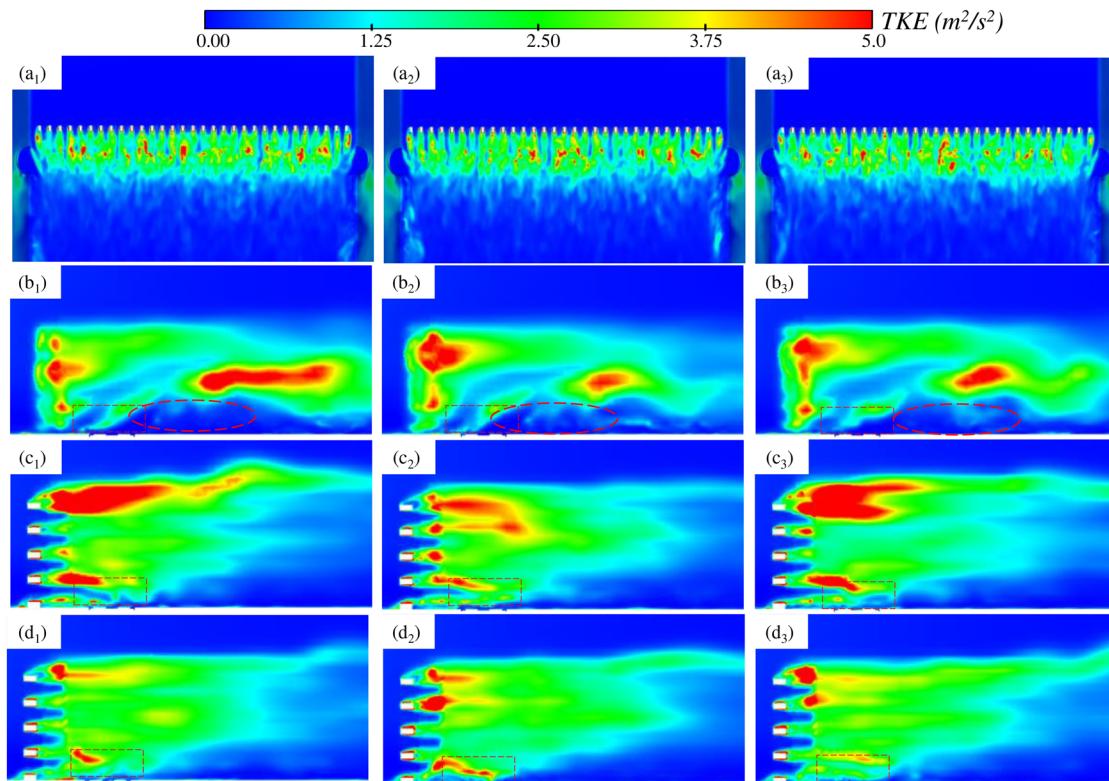 TKE (m²/s²)
0.00 1.25 2.50 3.75 5.0
(a₁) (a₂) (a₃)
(b₁) (b₂) (b₃)
(c₁) (c₂) (c₃)
(d₁) (d₂) (d₃)